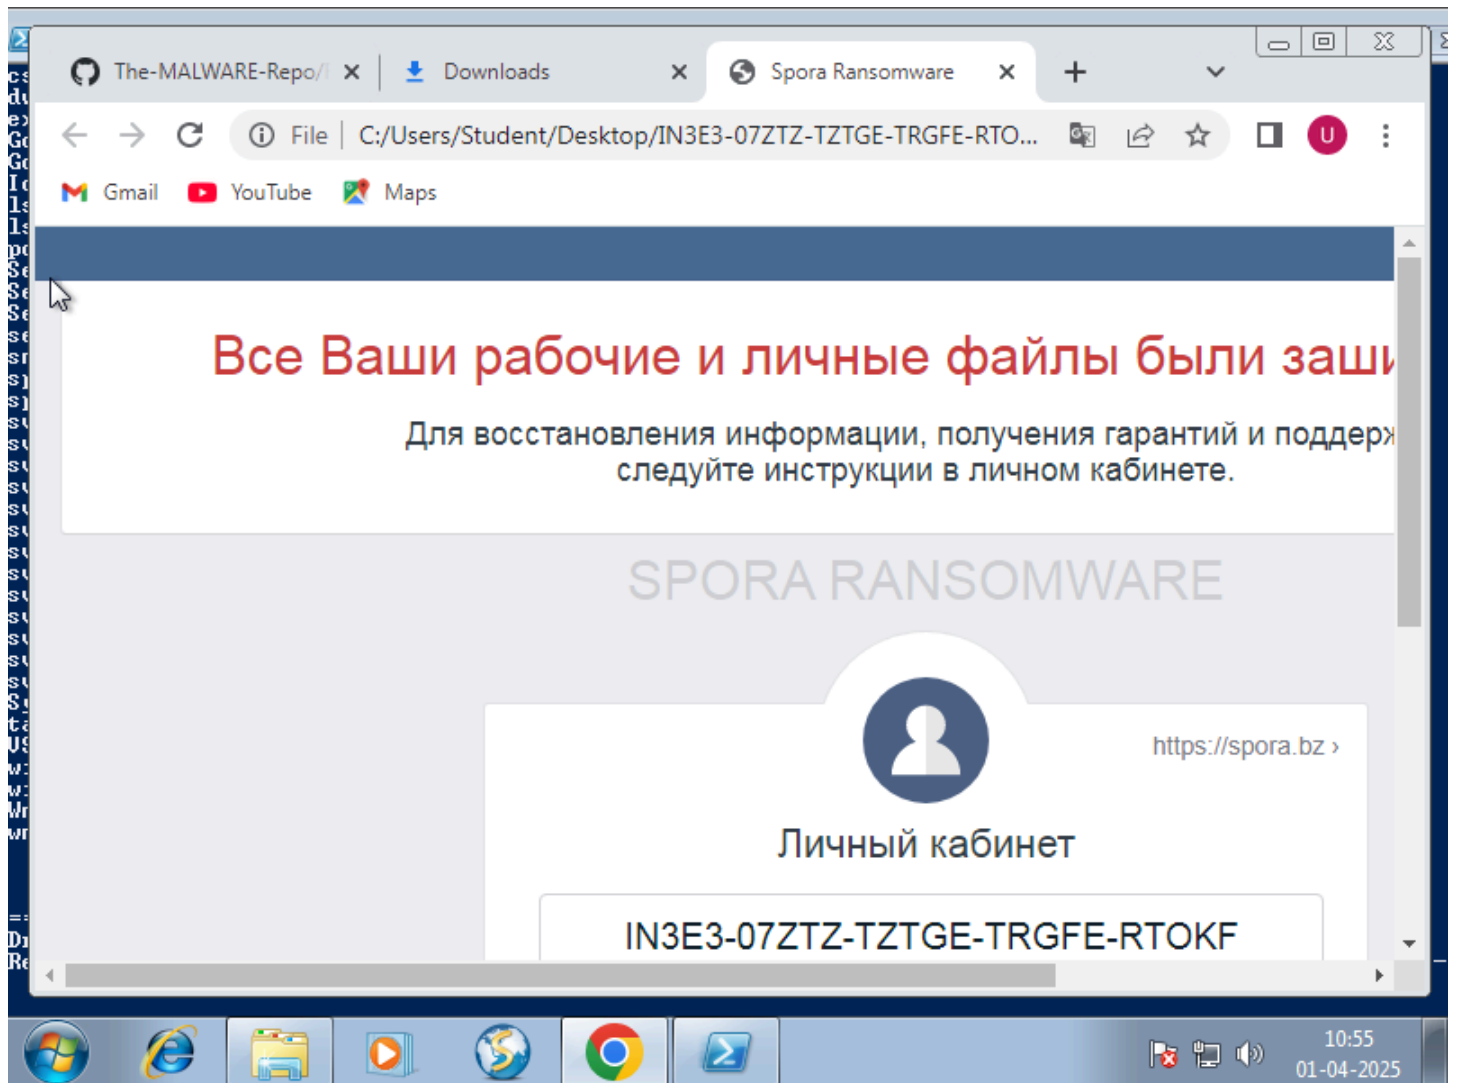 The-MALWARE-Repo/
Downloads
Spora Ransomware
File
C:/Users/Student/Desktop/IN3E3-07ZTZ-TZTGE-TRGFE-RTO...
U
Gmail
YouTube
Maps
Все Ваши рабочие и личные файлы были заши
Для восстановления информации, получения гарантий и поддерж
следуйте инструкции в личном кабинете.
SPORA RANSOMWARE
https://spora.bz ›
Личный кабинет
IN3E3-07ZTZ-TZTGE-TRGFE-RTOKF
10:55
01-04-2025